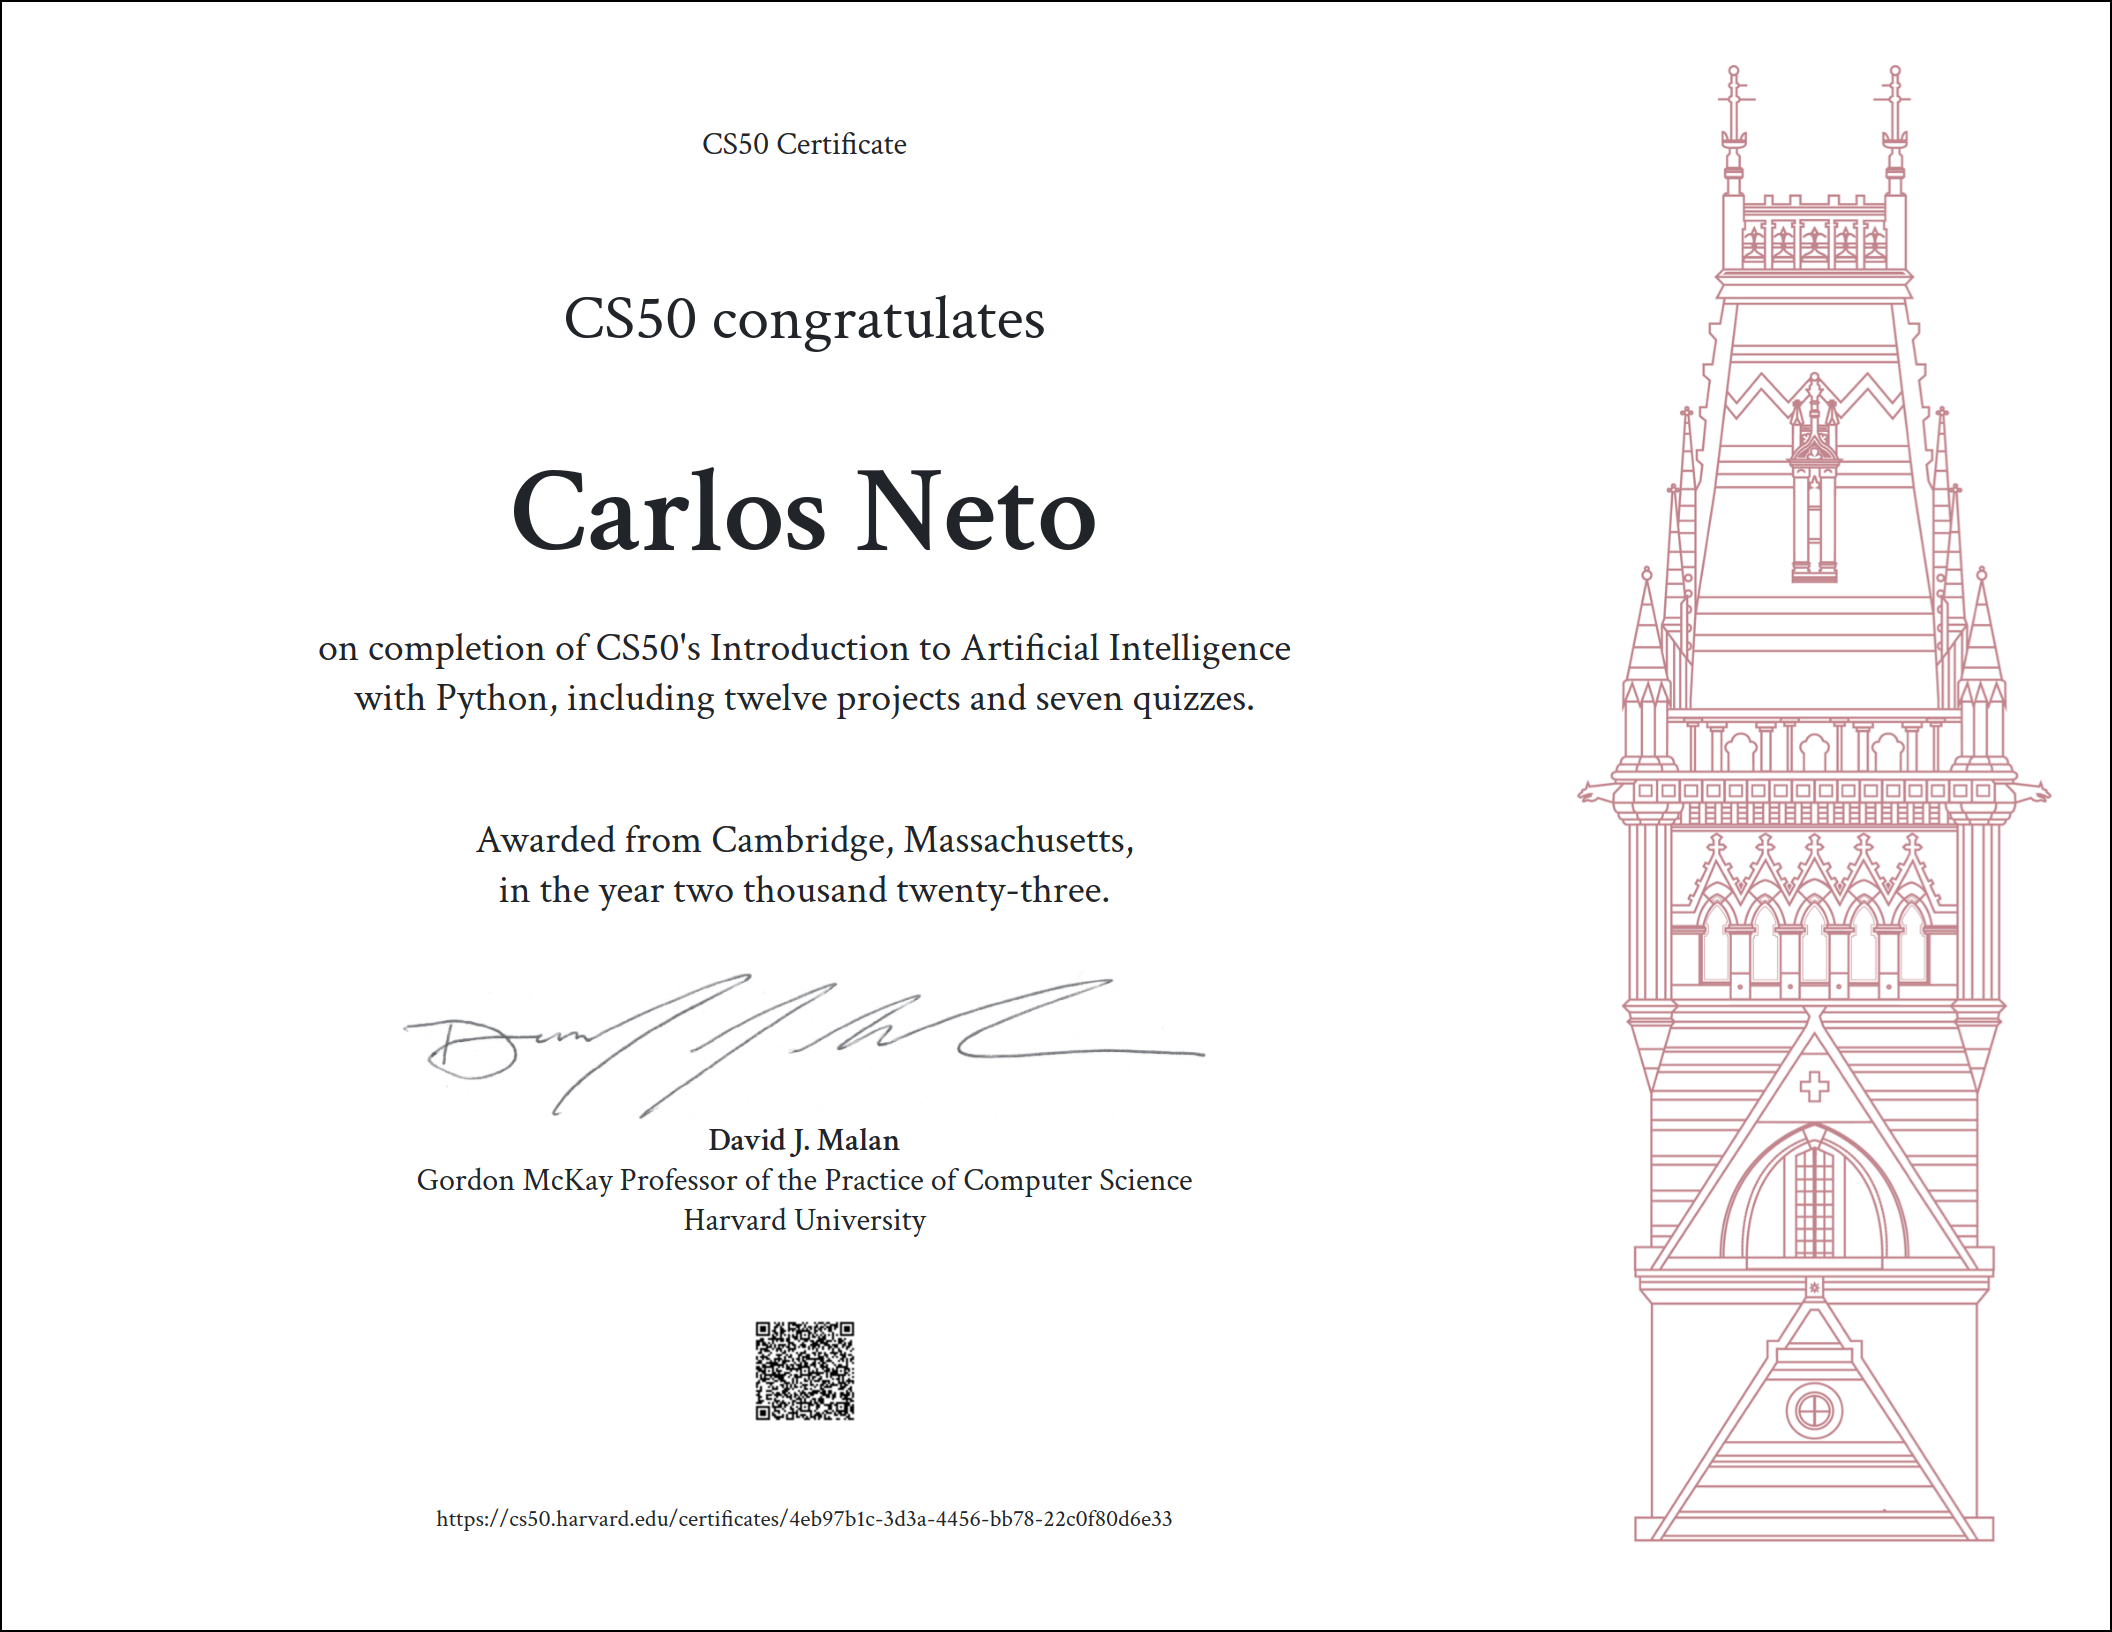 CS50 Certificate
CS50 congratulates
Carlos Neto
on completion of CS50's Introduction to Artificial Intelligence
with Python, including twelve projects and seven quizzes.
Awarded from Cambridge, Massachusetts,
in the year two thousand twenty-three.
David J. Malan
Gordon McKay Professor of the Practice of Computer Science
Harvard University
https://cs50.harvard.edu/certificates/4eb97b1c-3d3a-4456-bb78-22c0f80d6e33